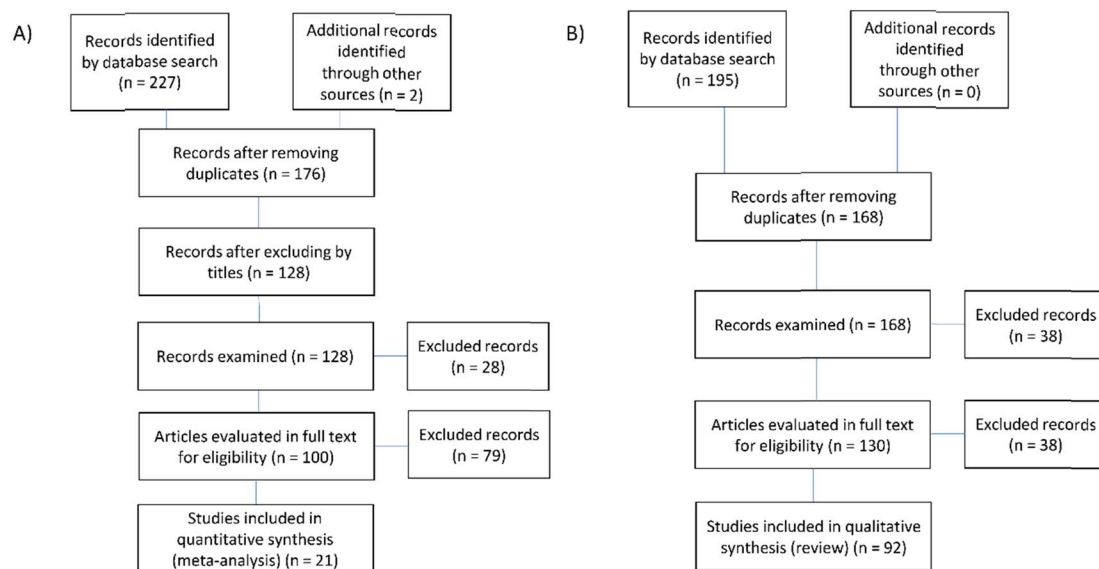 A)
Records identified
by database search
(n = 227)
Additional records
identified
through other
sources (n = 2)
Records after removing
duplicates (n = 176)
Records after excluding by
titles (n = 128)
Records examined (n = 128)
Excluded records
(n = 28)
Articles evaluated in full text
for eligibility (n = 100)
Excluded records
(n = 79)
Studies included in
quantitative synthesis
(meta-analysis) (n = 21)
B)
Records identified
by database search
(n = 195)
Additional records
identified
through other
sources (n = 0)
Records after removing
duplicates (n = 168)
Records examined (n = 168)
Excluded records
(n = 38)
Articles evaluated in full text
for eligibility (n = 130)
Excluded records
(n = 38)
Studies included in qualitative
synthesis (review) (n = 92)